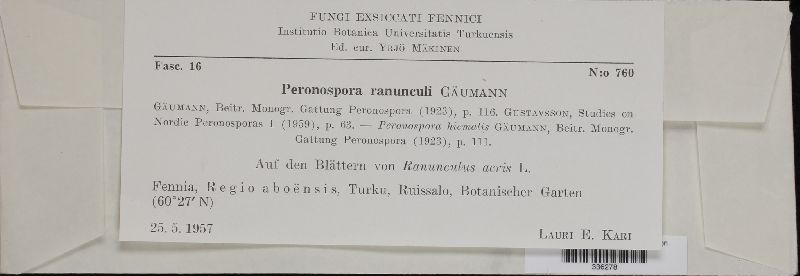 FUNGI EXSICCATI FENNICI
Institutio Botanica Universitatis Turkuensis
Ed. cur. YRJÖ MÄKINEN
Fasc. 16
N:o 760
Peronospora ranunculi GÄUMANN
GÄUMANN, Beitr. Monogr. Gattung Peronospora (1923), p. 116. GUSTAVSSON, Studies on
Nordic Peronosporas I (1959), p. 63. — Peronospora hiemalis GÄUMANN, Beitr. Monogr.
Gattung Peronospora (1923), p. 111.
Auf den Blättern von Ranunculus acris L.
Fennia, Regio aboënsis, Turku, Ruissalo, Botanischer Garten
(60°27′ N)
25. 5. 1957
LAURI E. KARI
336278